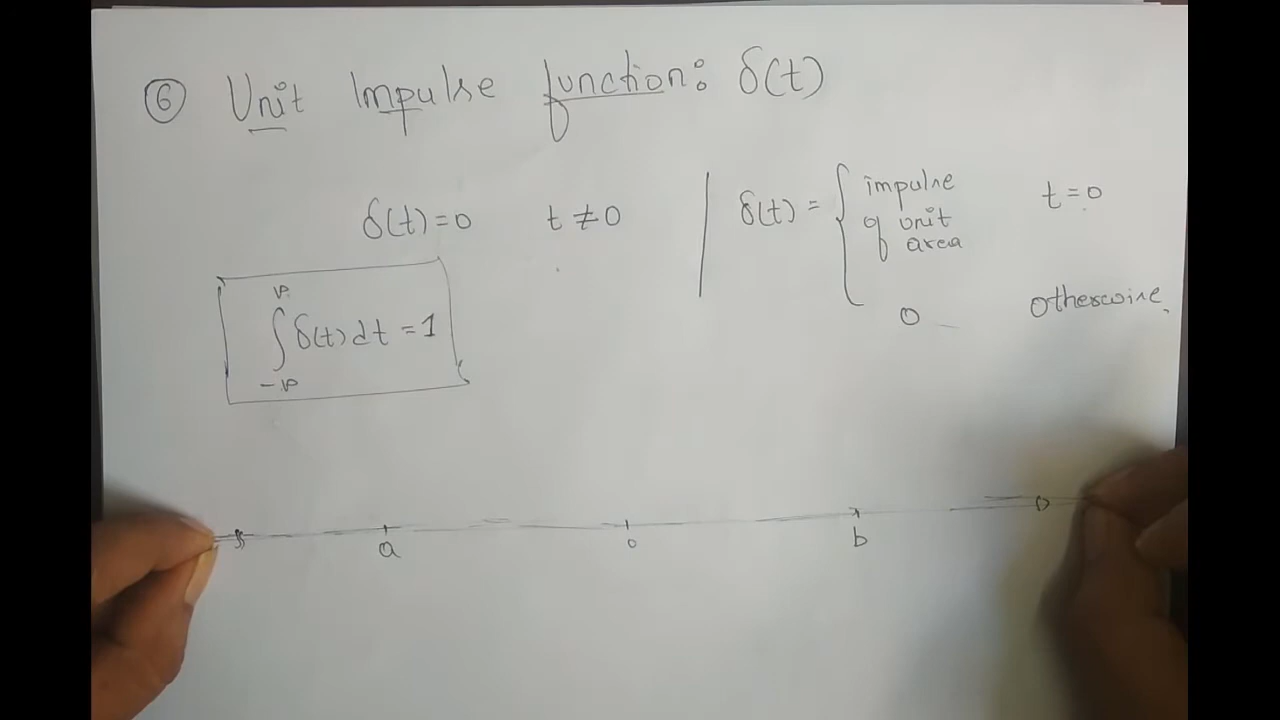 ⑥ Unit Impulse function: δ(t)
δ(t)=0 t≠0
∞
∫ δ(t) dt = 1
-∞
δ(t) = { impulse t=0
of unit
area
0 otherwise.
a 0 b